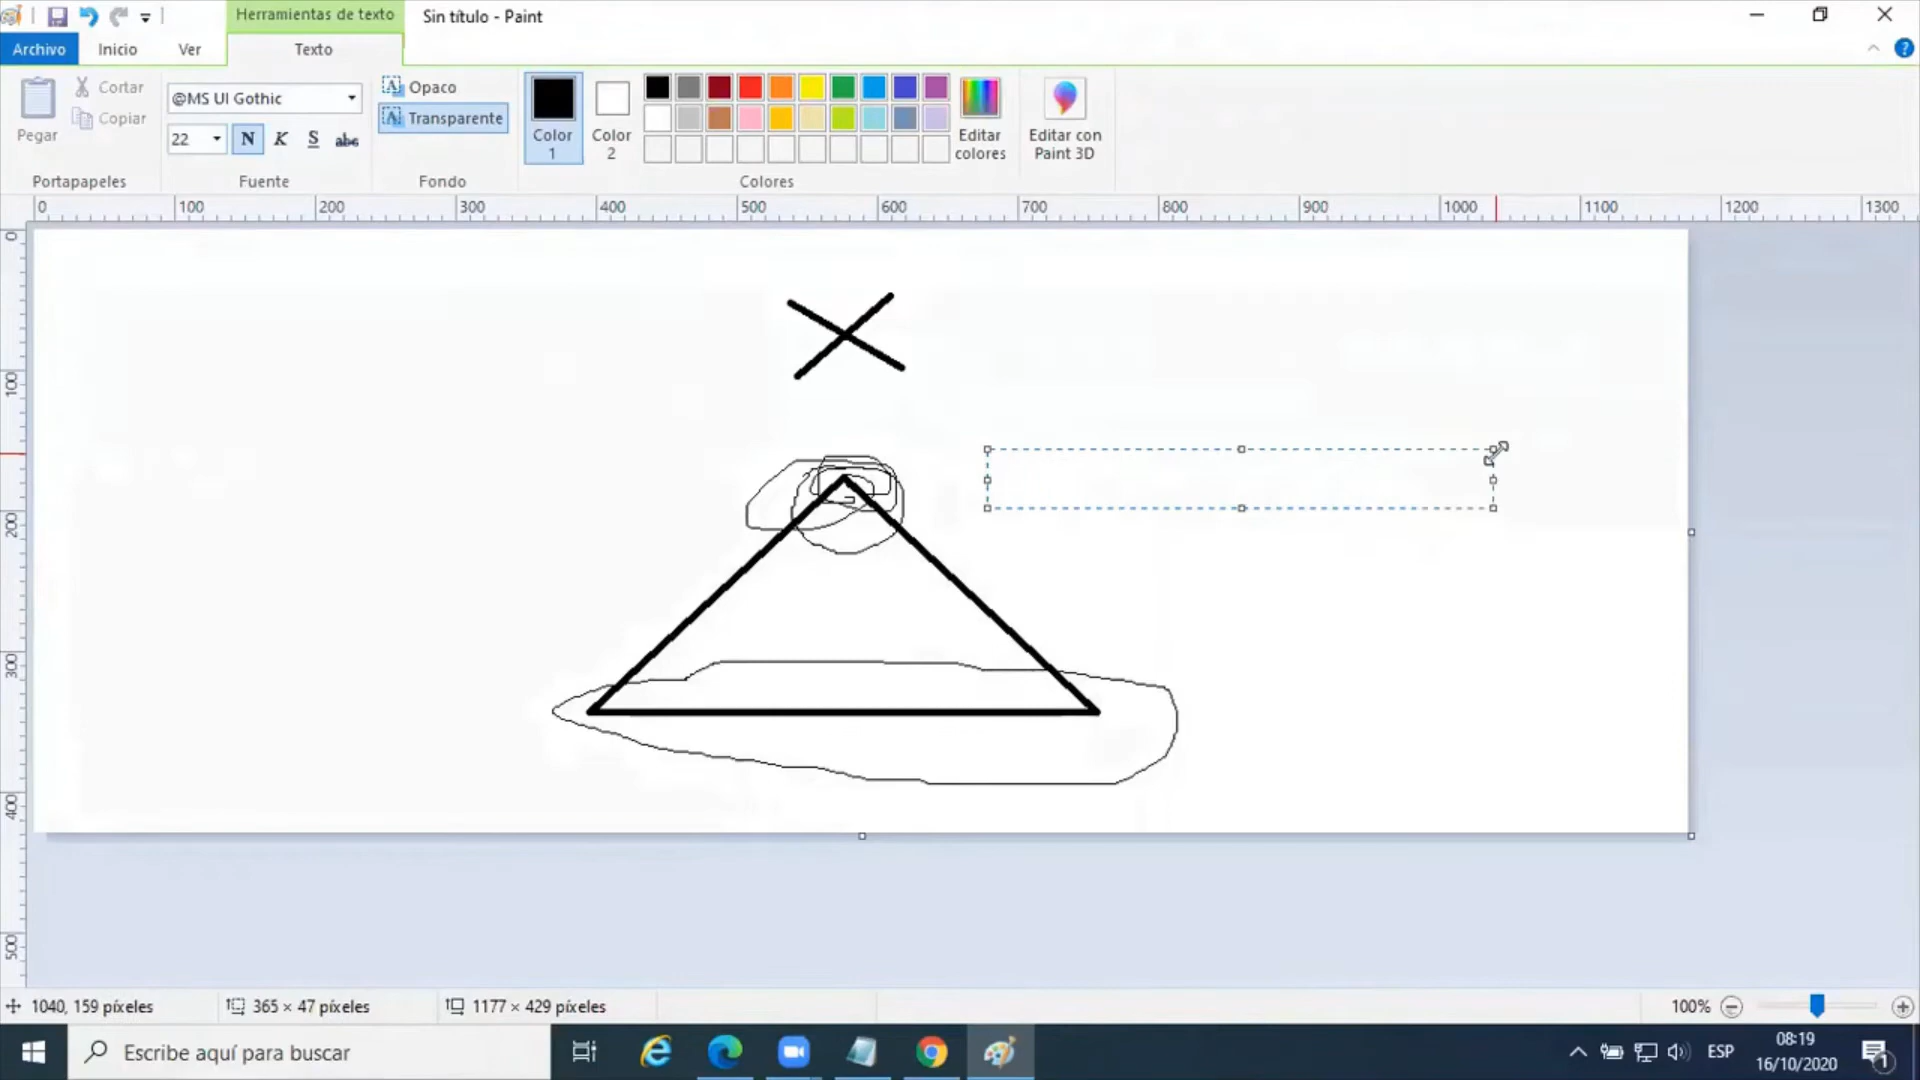 Herramientas de texto
Sin título - Paint
Archivo
Inicio
Ver
Texto
Pegar
Cortar
Copiar
Portapapeles
@MS UI Gothic
22
N
K
S
abc
Fuente
Opaco
Transparente
Fondo
Color
1
Color
2
Editar
colores
Colores
Editar con
Paint 3D
0
100
200
300
400
500
600
700
800
900
1000
1100
1200
1300
0
100
200
300
400
500
1040, 159 píxeles
365 × 47 píxeles
1177 × 429 píxeles
100%
Escribe aquí para buscar
ESP
08:19
16/10/2020
1